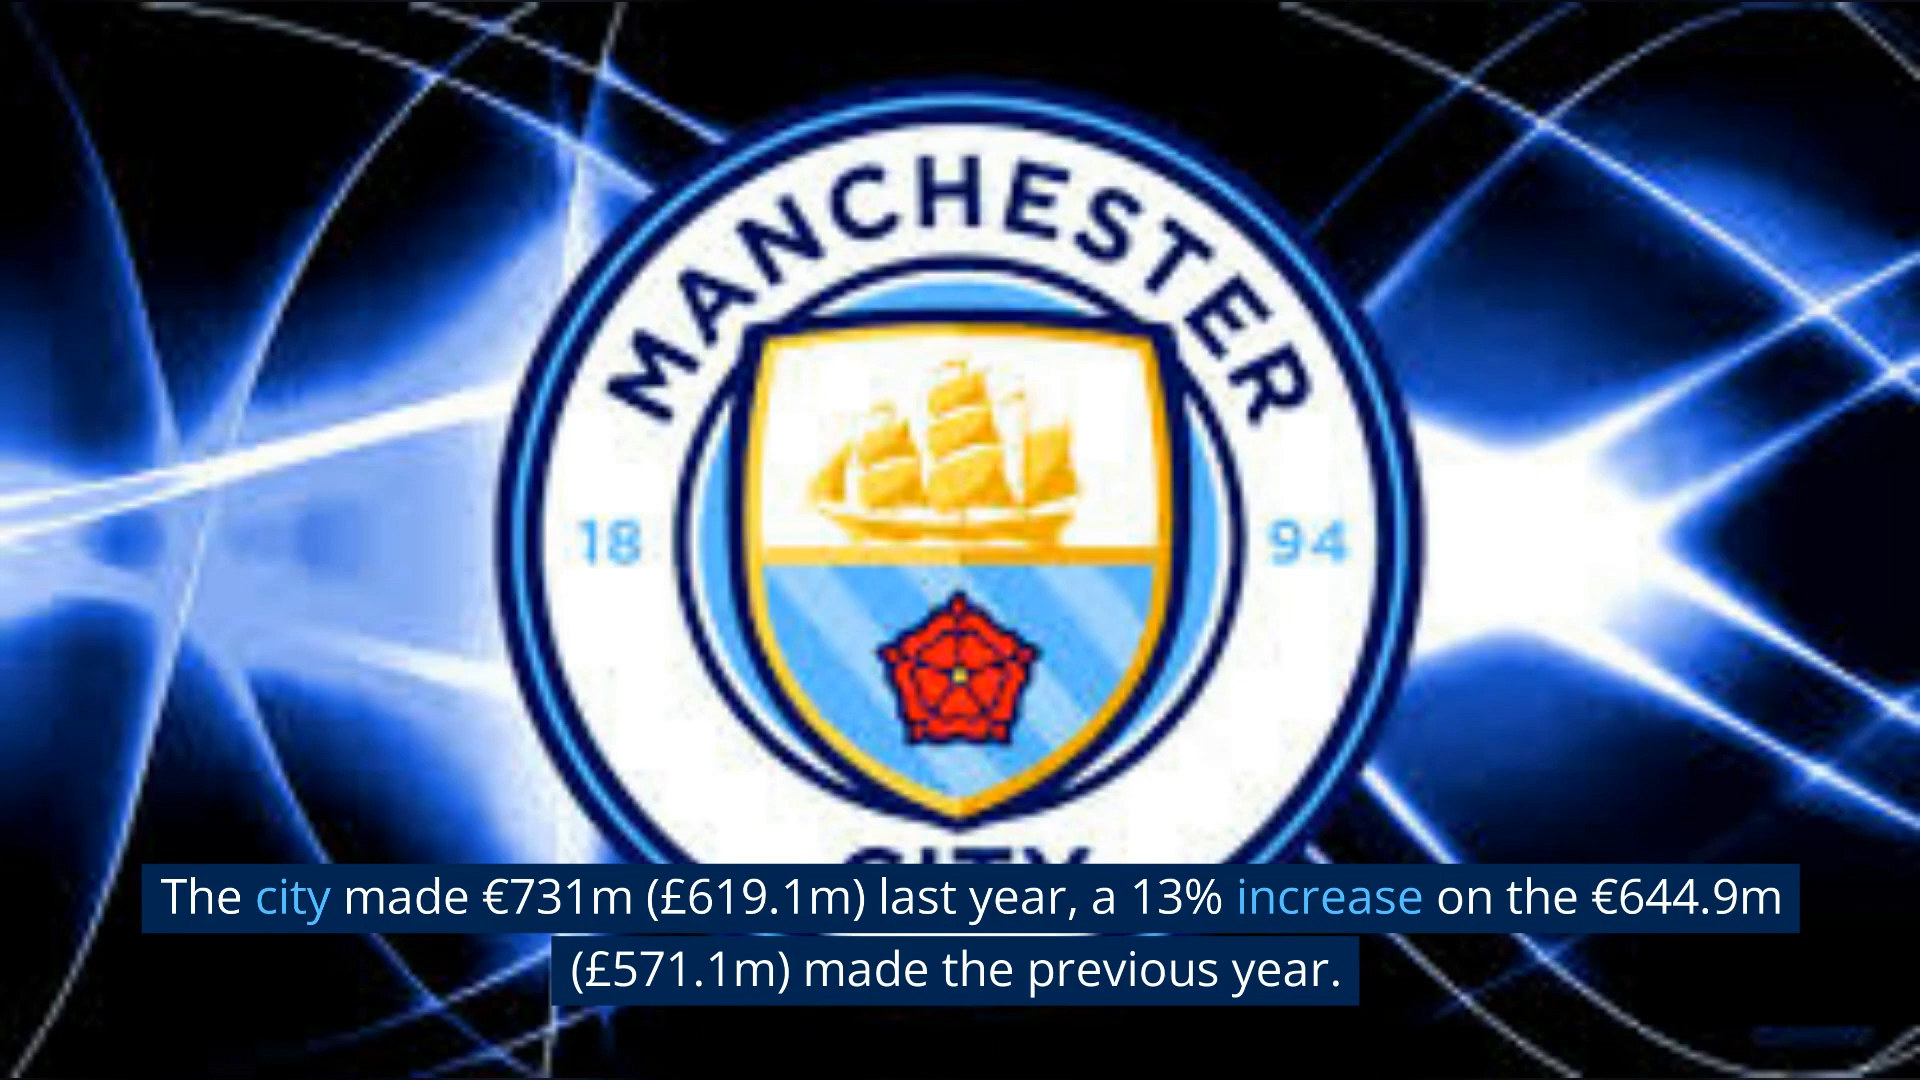 MANCHESTER
18 94
CITY
The city made €731m (£619.1m) last year, a 13% increase on the €644.9m
(£571.1m) made the previous year.